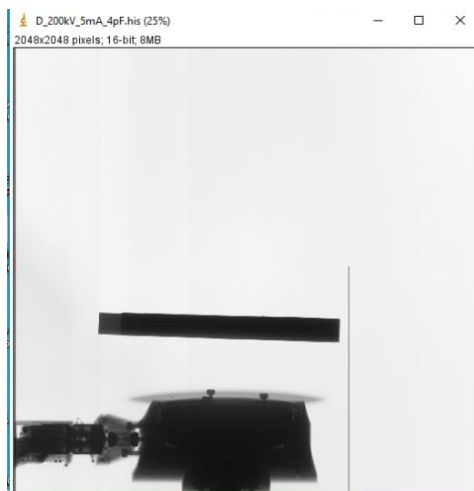 D_200kV_5mA_4pF.his (25%)
2048x2048 pixels; 16-bit; 8MB